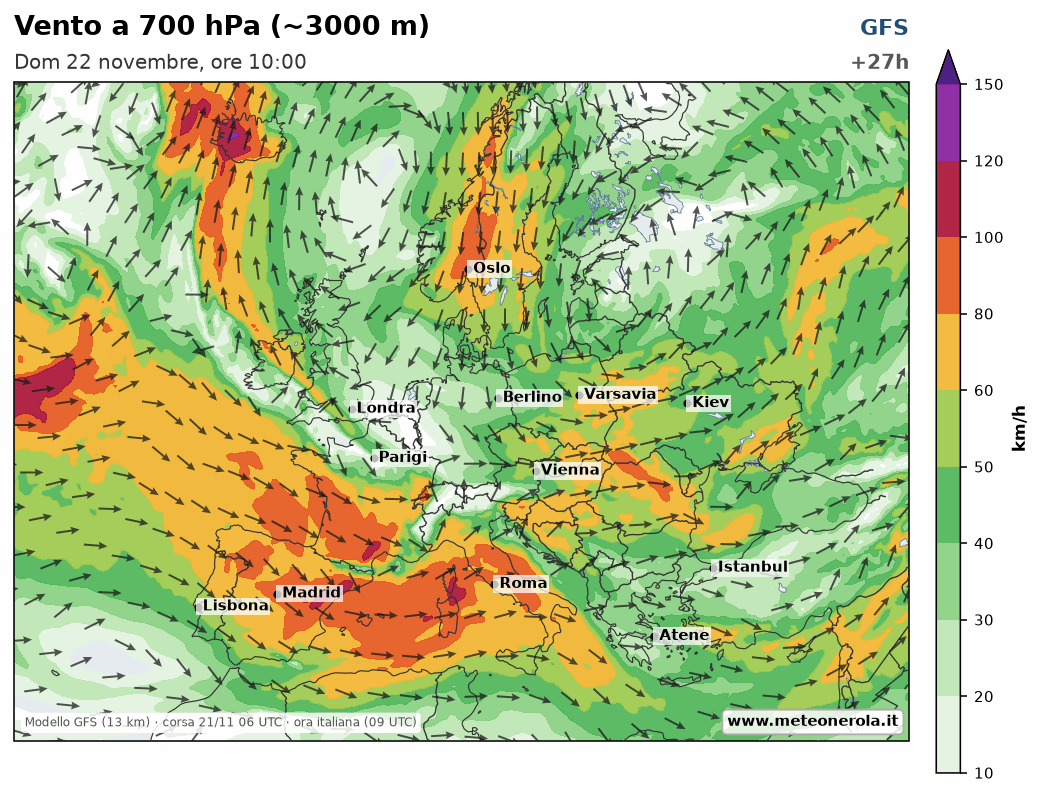 Vento a 700 hPa (~3000 m)
GFS
Dom 22 novembre, ore 10:00
+27h
150
120
100
80
60
50
40
30
20
10
km/h
Oslo
Berlino
Varsavia
Kiev
Londra
Parigi
Vienna
Istanbul
Roma
Madrid
Lisbona
Atene
Modello GFS (13 km) · corsa 21/11 06 UTC · ora italiana (09 UTC)
www.meteonerola.it